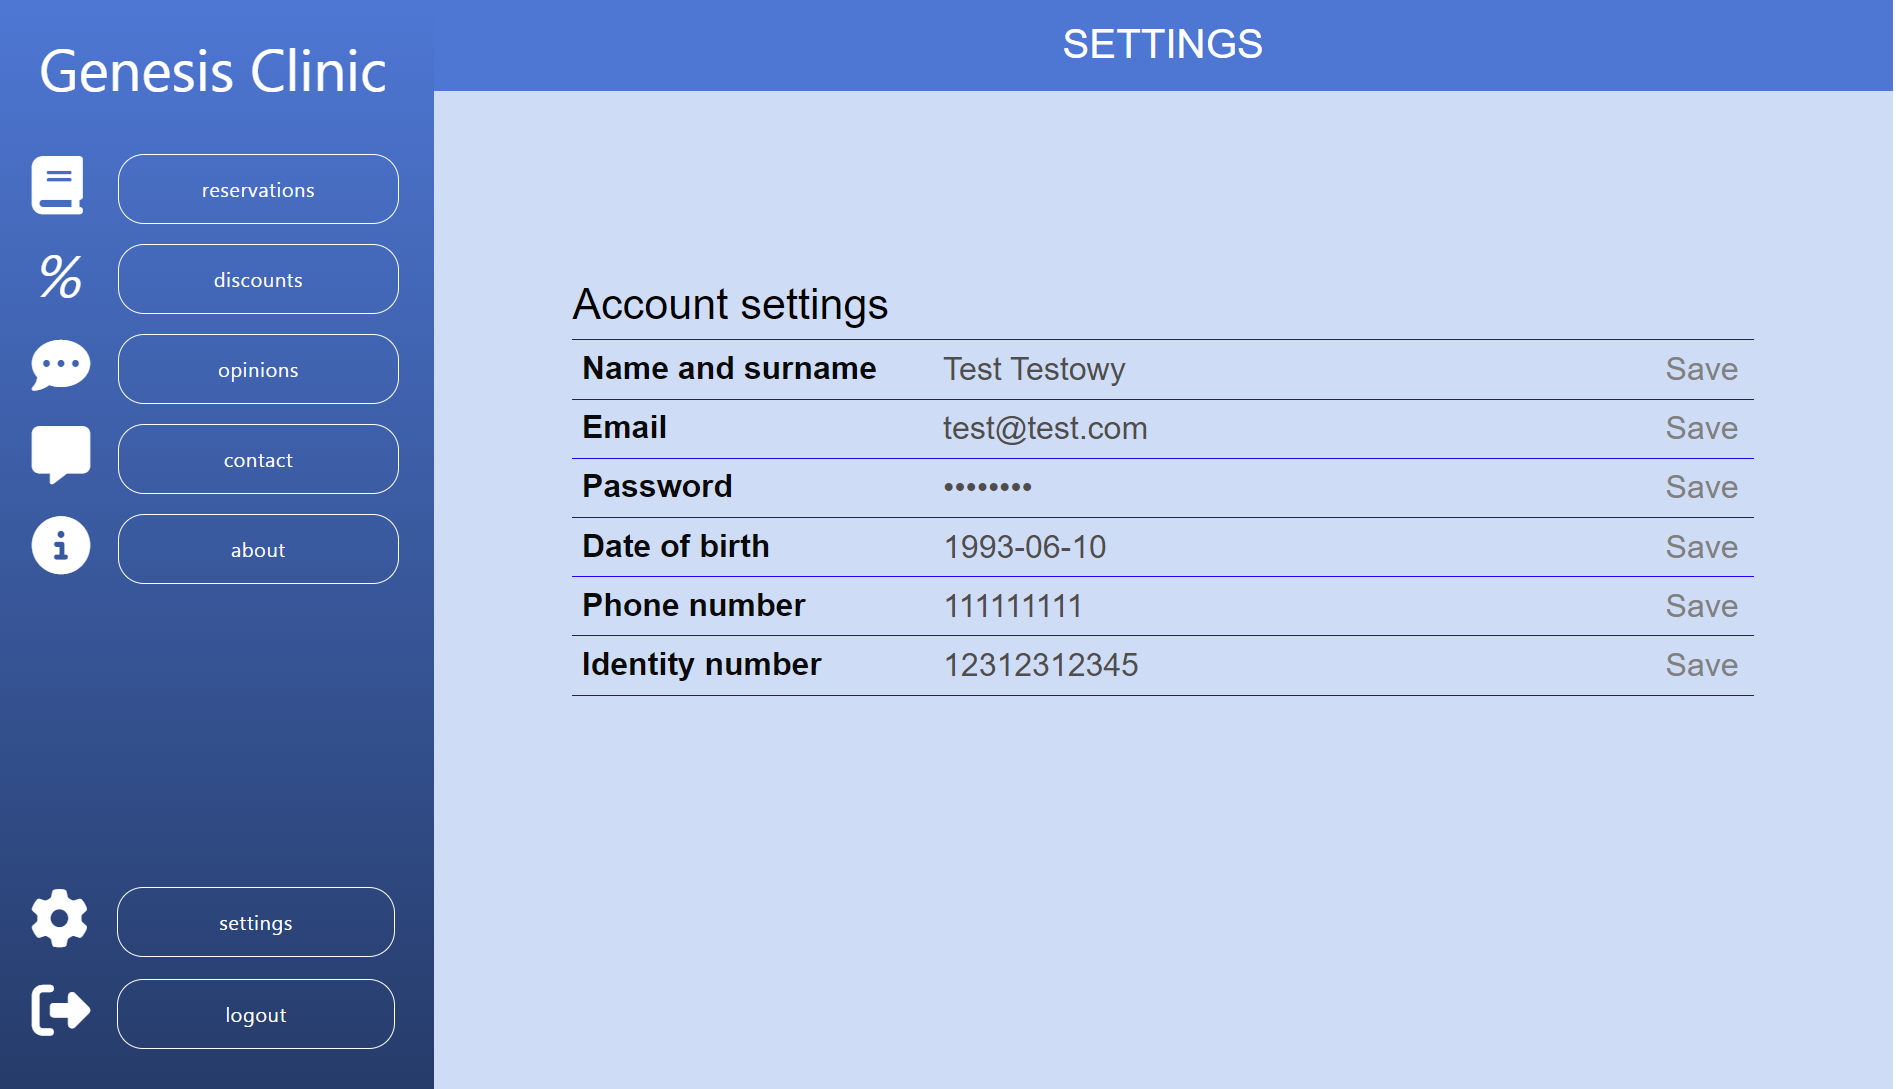 Genesis Clinic
SETTINGS
reservations
%
discounts
opinions
contact
about
settings
logout
Account settings
Name and surname Test Testowy Save
Email test@test.com Save
Password •••••••• Save
Date of birth 1993-06-10 Save
Phone number 111111111 Save
Identity number 12312312345 Save